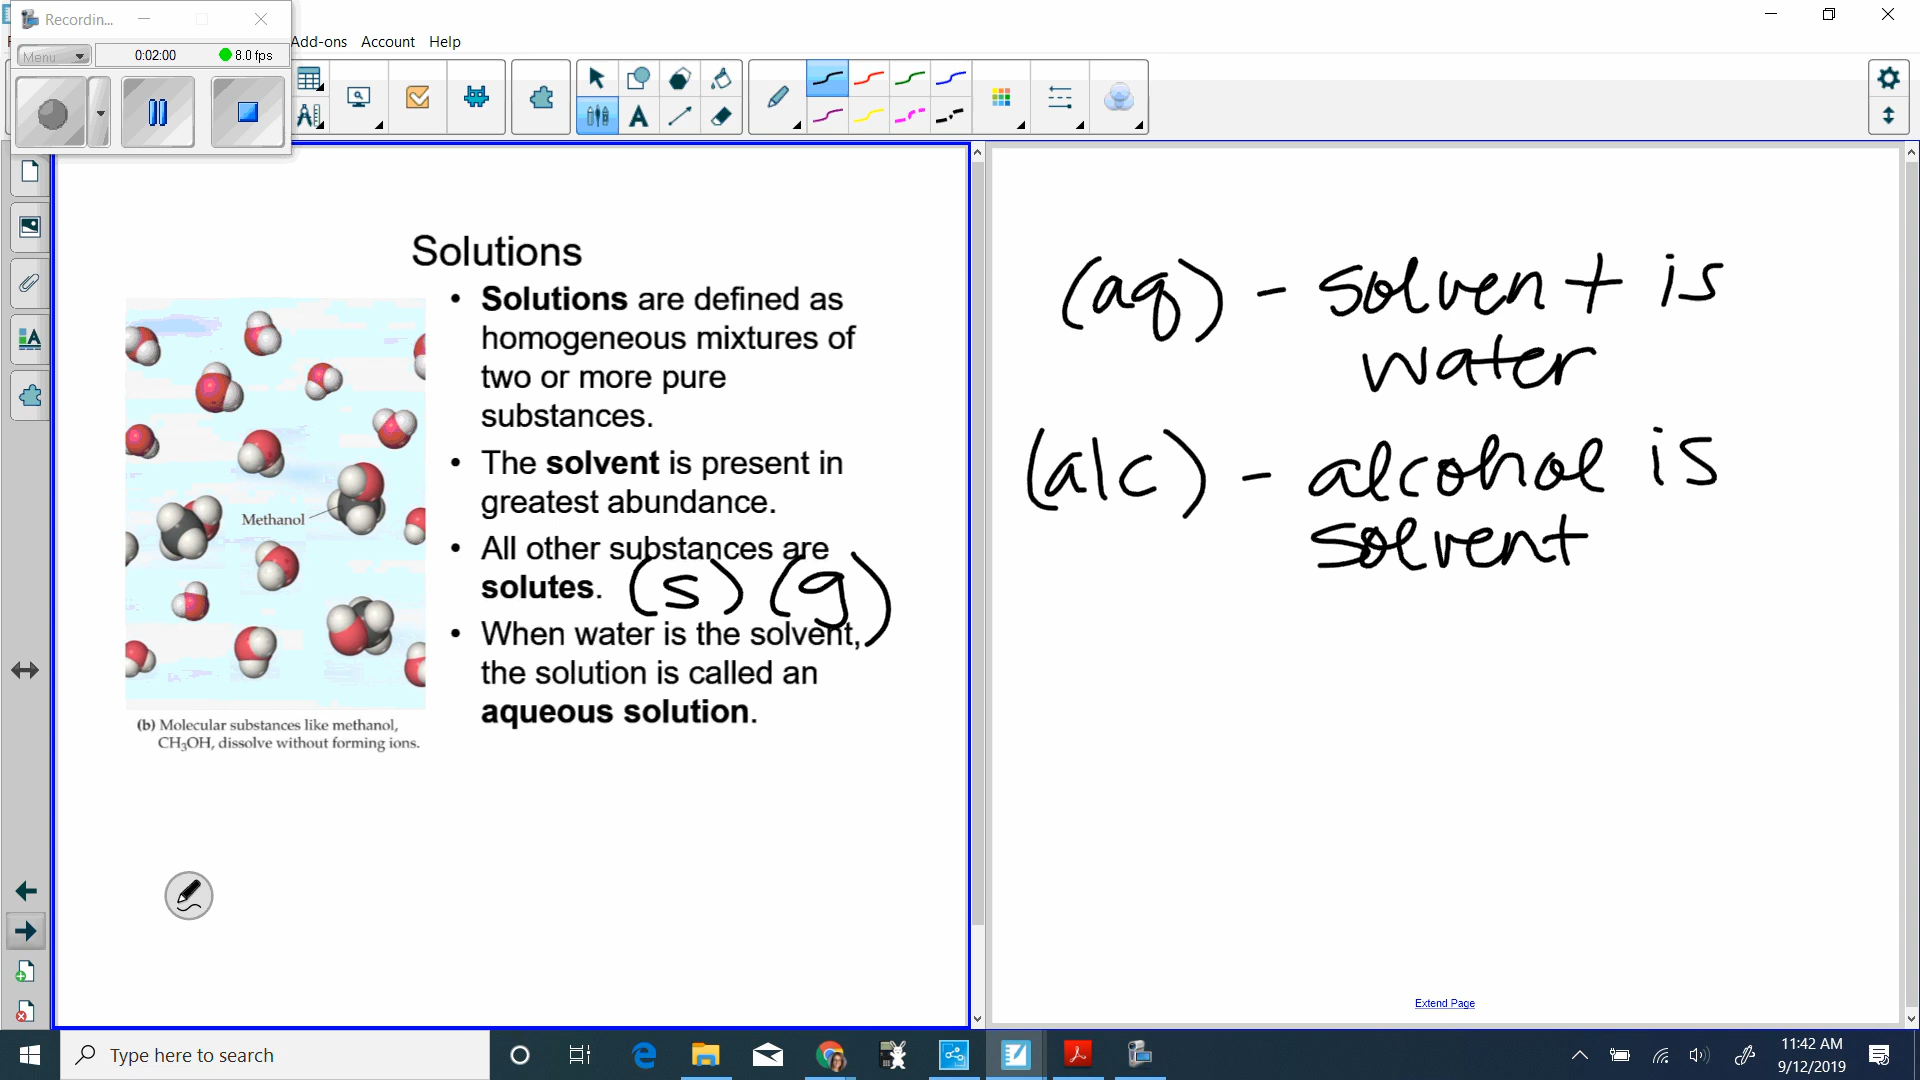 Recordin...
Menu
0:02:00
8.0 fps
Add-ons Account Help
Solutions
• Solutions are defined as
homogeneous mixtures of
two or more pure
substances.
• The solvent is present in
greatest abundance.
• All other substances are
solutes. (s) (g)
• When water is the solvent,
the solution is called an
aqueous solution.
Methanol
(b) Molecular substances like methanol,
CH₃OH, dissolve without forming ions.
(aq) - solvent is
water
(alc) - alcohol is
solvent
Extend Page
Type here to search
11:42 AM
9/12/2019